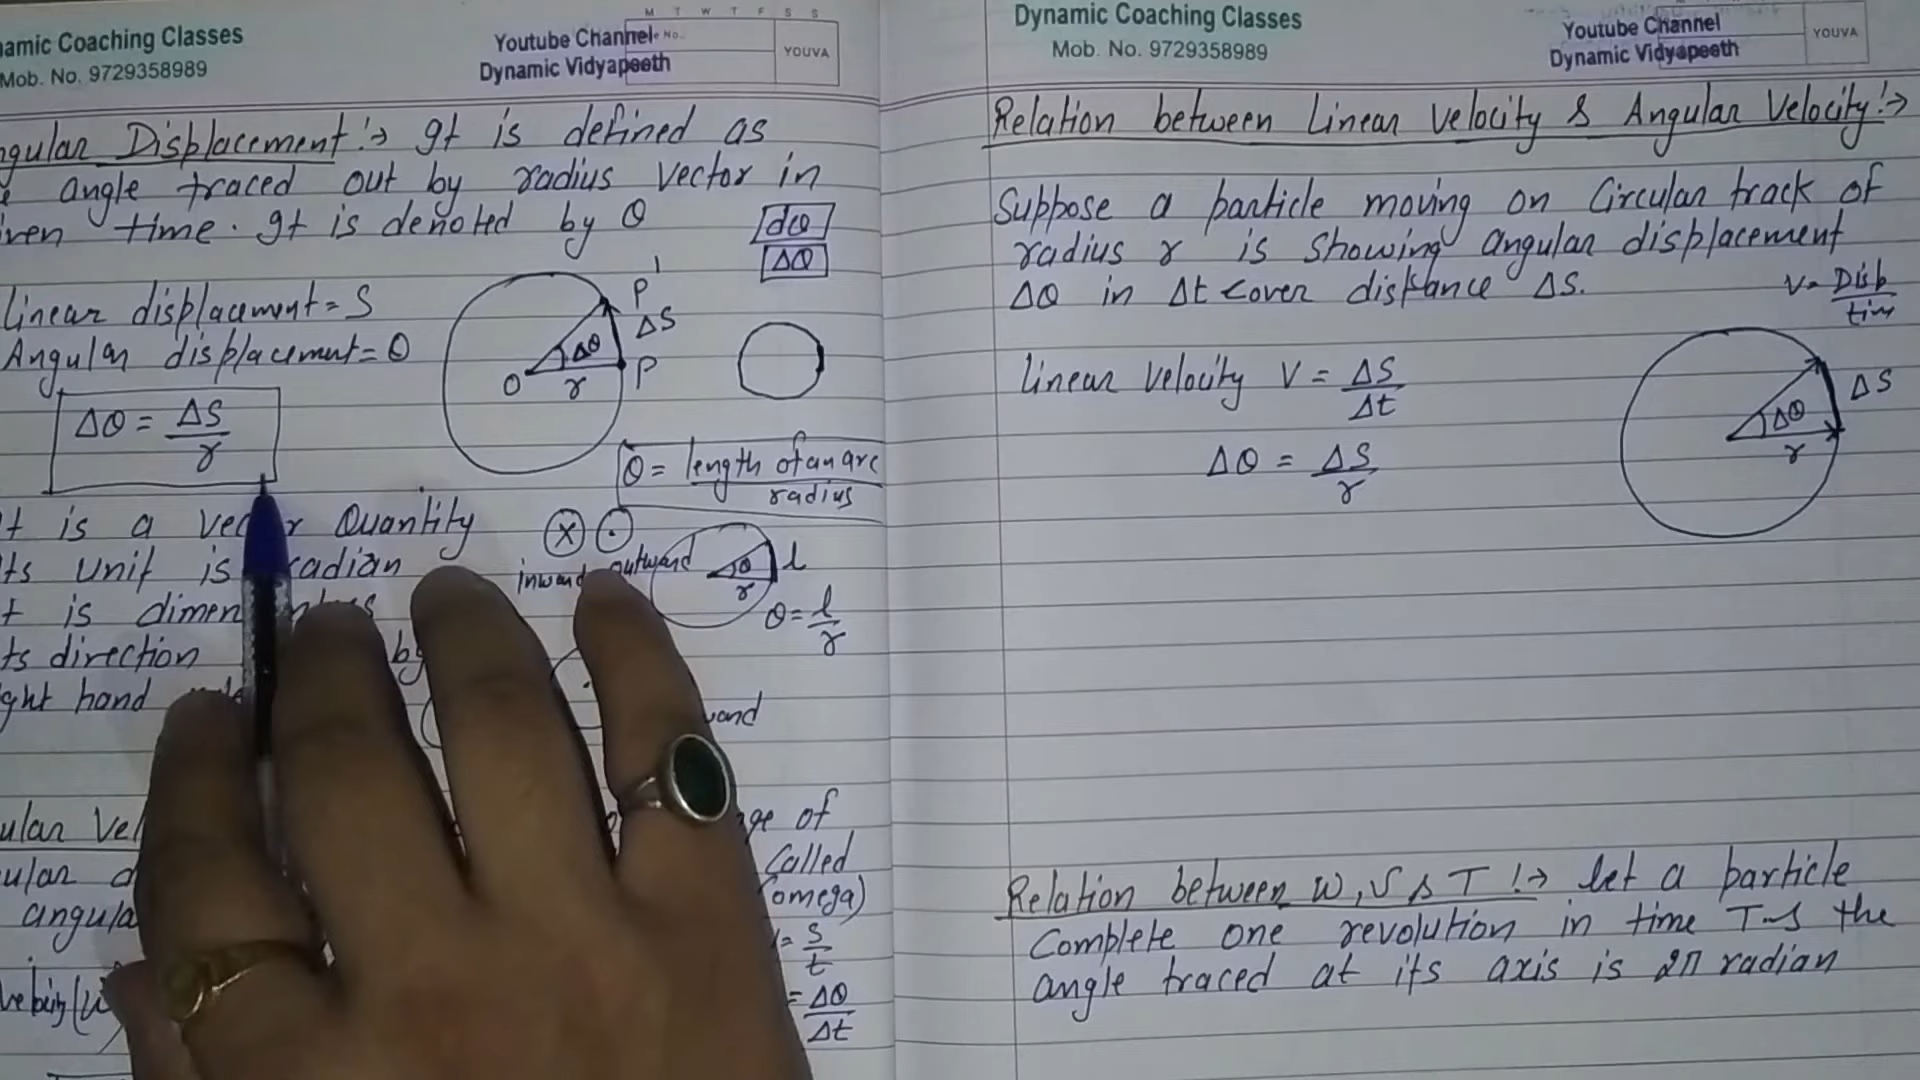 amic Coaching Classes
Mob. No. 9729358989
Youtube Channel
Dynamic Vidyapeeth
M T W T F S S
YOUVA
ngular Displacement :→ It is defined as
angle traced out by radius vector in
iven time. It is denoted by θ
dθ
Δθ
linear displacement = S
Angular displacement = θ
Δθ = ΔS
r
P'
ΔS
Δθ
O
r
P
θ = length of an arc
radius
t is a Vector Quantity
ts unit is radian
t is dimen
ts direction by
ght hand
X
inward outward
θ
r
l
θ = l
r
ward
ular Vel ge of
ular Called
angula omega)
= S
t
= Δθ
Δt
Dynamic Coaching Classes
Mob. No. 9729358989
Youtube Channel
Dynamic Vidyapeeth
YOUVA
Relation between Linear Velocity & Angular Velocity :→
Suppose a particle moving on Circular track of
radius r is showing angular displacement
Δθ in Δt cover distance ΔS.
V = Disp
time
linear Velocity V = ΔS
Δt
Δθ = ΔS
r
Δθ
r
ΔS
Relation between w, ν & T :→ let a particle
Complete one revolution in time T-s the
angle traced at its axis is 2π radian